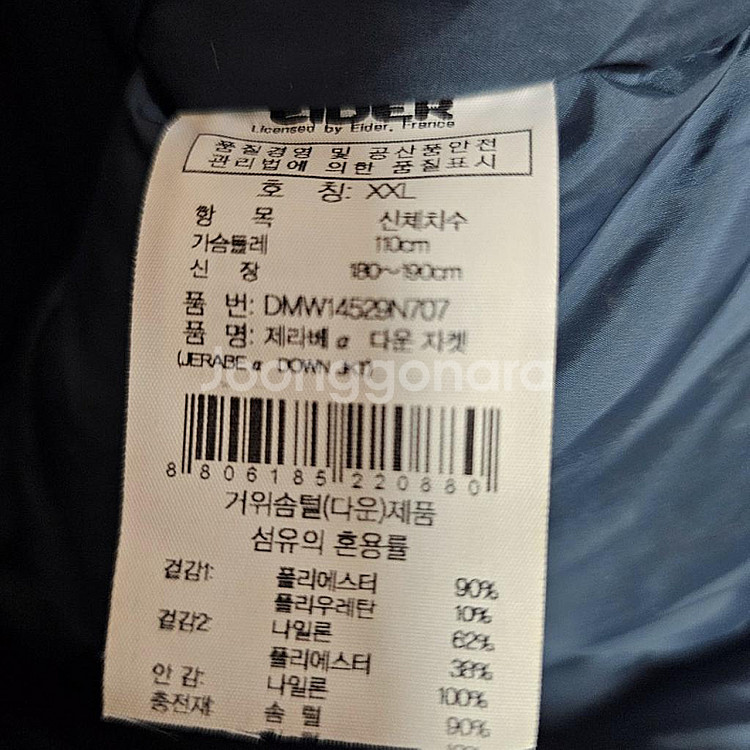 EIDER
Licensed by Eider, France
품질경영 및 공산품안전
관리법에 의한 품질표시
호 칭: XXL
항 목 신체치수
가슴둘레 110cm
신 장 180~190cm
품 번: DMW14529N707
품 명: 제라베 α 다운 자켓
(JERABE α DOWN JKT)
Joonggonara
8 806185 220880
거위솜털(다운)제품
섬유의 혼용률
겉감1: 폴리에스터 90%
폴리우레탄 10%
겉감2: 나일론 62%
폴리에스터 38%
안 감: 나일론 100%
충전재: 솜 털 90%